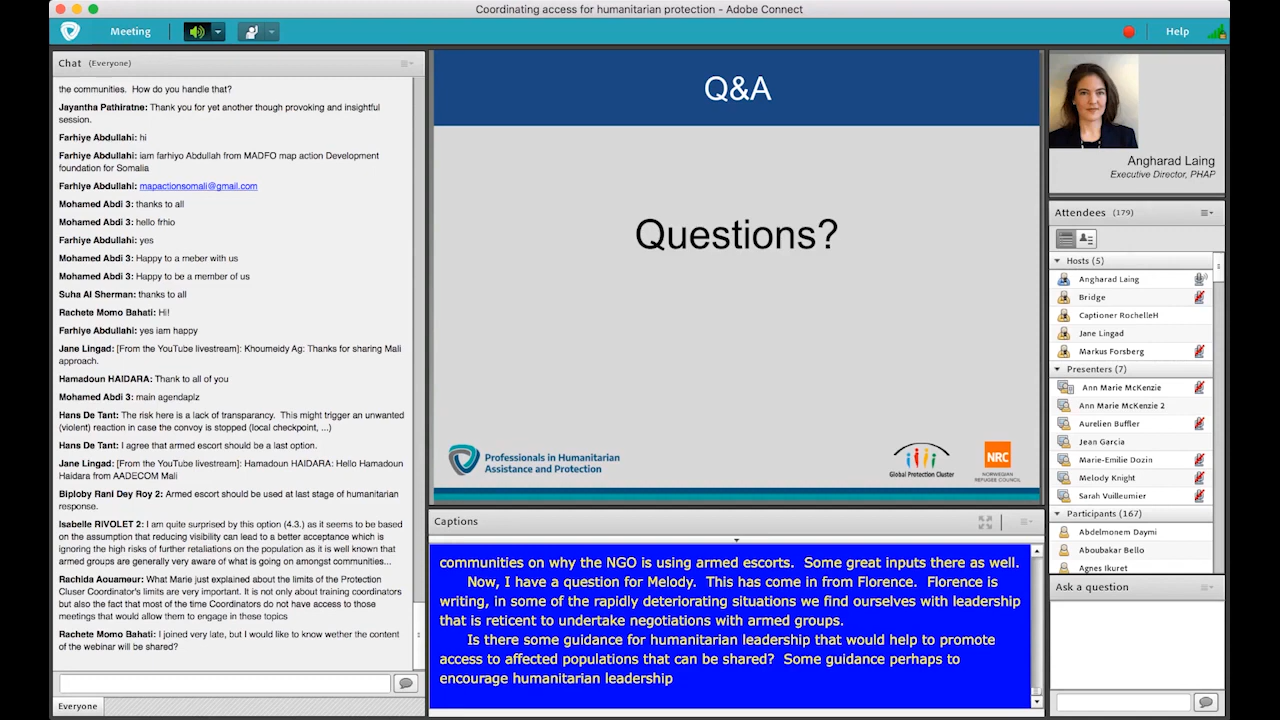 Coordinating access for humanitarian protection - Adobe Connect
Meeting
Help
Chat (Everyone)
the communities. How do you handle that?
Jayantha Pathiratne: Thank you for yet another though provoking and insightful
session.
Farhiye Abdullahi: hi
Farhiye Abdullahi: iam farhiyo Abdullah from MADFO map action Development
foundation for Somalia
Farhiye Abdullahi: mapactionsomali@gmail.com
Mohamed Abdi 3: thanks to all
Mohamed Abdi 3: hello frhio
Farhiye Abdullahi: yes
Mohamed Abdi 3: Happy to a meber with us
Mohamed Abdi 3: Happy to be a member of us
Suha Al Sherman: thanks to all
Rachete Momo Bahati: Hi!
Farhiye Abdullahi: yes iam happy
Jane Lingad: [From the YouTube livestream]: Khoumeidy Ag: Thanks for sharing Mali
approach.
Hamadoun HAIDARA: Thank to all of you
Mohamed Abdi 3: main agendaplz
Hans De Tant: The risk here is a lack of transparancy. This might trigger an unwanted
(violent) reaction in case the convoy is stopped (local checkpoint, ...)
Hans De Tant: I agree that armed escort should be a last option.
Jane Lingad: [From the YouTube livestream]: Hamadoun HAIDARA: Hello Hamadoun
Haidara from AADECOM Mali
Biploby Rani Dey Roy 2: Armed escort should be used at last stage of humanitarian
response.
Isabelle RIVOLET 2: I am quite surprised by this option (4.3.) as it seems to be based
on the assumption that reducing visibility can lead to a better acceptance which is
ignoring the high risks of further retaliations on the population as it is well known that
armed groups are generally very aware of what is going on amongst communities...
Rachida Aouameur: What Marie just explained about the limits of the Protection
Cluser Coordinator's limits are very important. It is not only about training coordinators
but also the fact that most of the time Coordinators do not have access to those
meetings that would allow them to engage in these topics
Rachete Momo Bahati: I joined very late, but I would like to know wether the content
of the webinar will be shared?
Everyone
Q&A
Questions?
Professionals in Humanitarian
Assistance and Protection
Global Protection Cluster
NRC
NORWEGIAN
REFUGEE COUNCIL
Captions
communities on why the NGO is using armed escorts. Some great inputs there as well.
Now, I have a question for Melody. This has come in from Florence. Florence is
writing, in some of the rapidly deteriorating situations we find ourselves with leadership
that is reticent to undertake negotiations with armed groups.
Is there some guidance for humanitarian leadership that would help to promote
access to affected populations that can be shared? Some guidance perhaps to
encourage humanitarian leadership
Angharad Laing
Executive Director, PHAP
Attendees (179)
Hosts (5)
Angharad Laing
Bridge
Captioner RochelleH
Jane Lingad
Markus Forsberg
Presenters (7)
Ann Marie McKenzie
Ann Marie McKenzie 2
Aurelien Buffler
Jean Garcia
Marie-Emilie Dozin
Melody Knight
Sarah Vuilleumier
Participants (167)
Abdelmonem Daymi
Aboubakar Bello
Agnes Ikuret
Ask a question